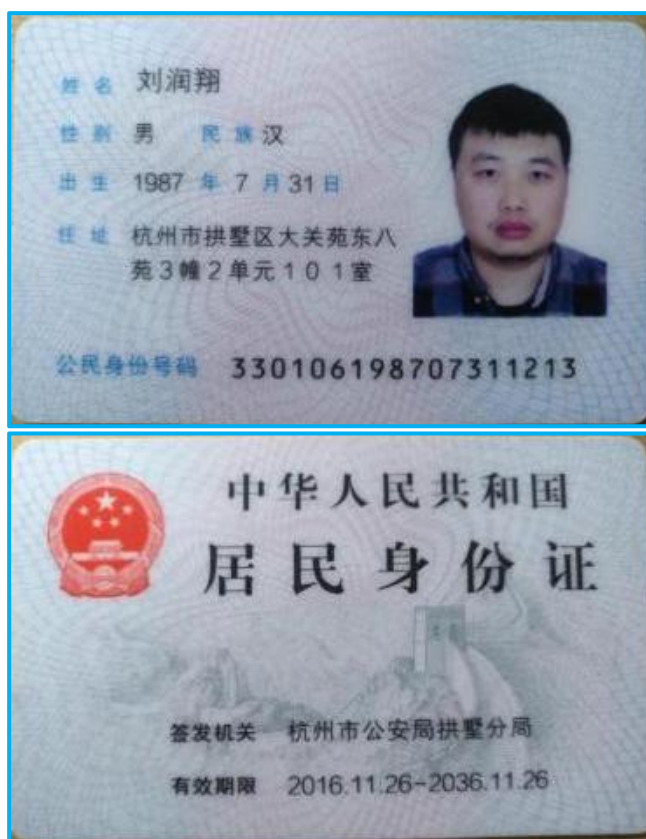 姓名 刘润翔
性别 男 民族 汉
出生 1987 年 7 月 31 日
住址 杭州市拱墅区大关苑东八
苑3幢2单元101室
公民身份号码 330106198707311213
中华人民共和国
居民身份证
签发机关 杭州市公安局拱墅分局
有效期限 2016.11.26-2036.11.26